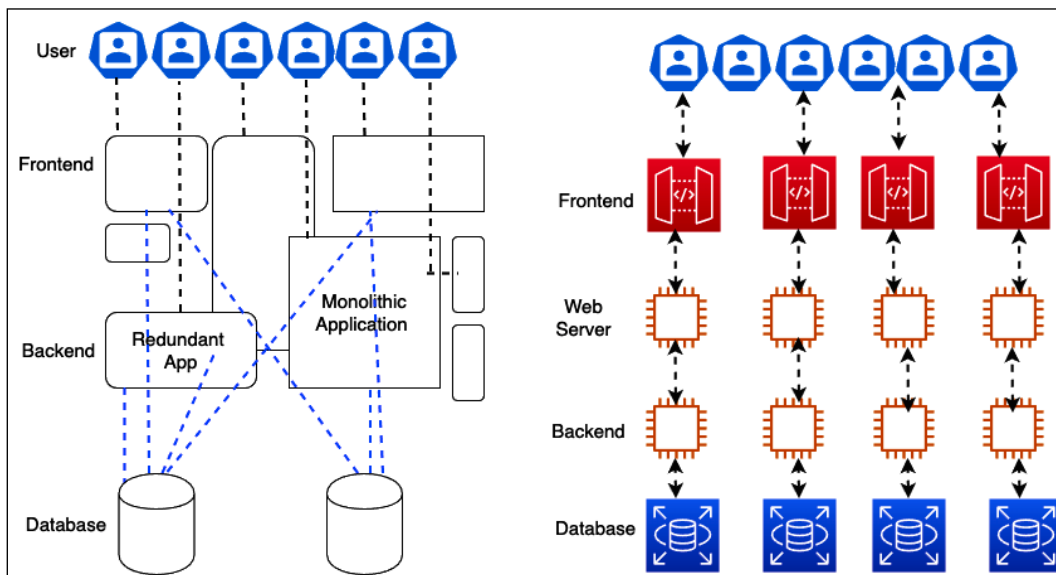 User
Frontend
Monolithic
Application
Redundant
App
Backend
Database
Frontend
</>
</>
</>
</>
Web
Server
Backend
Database